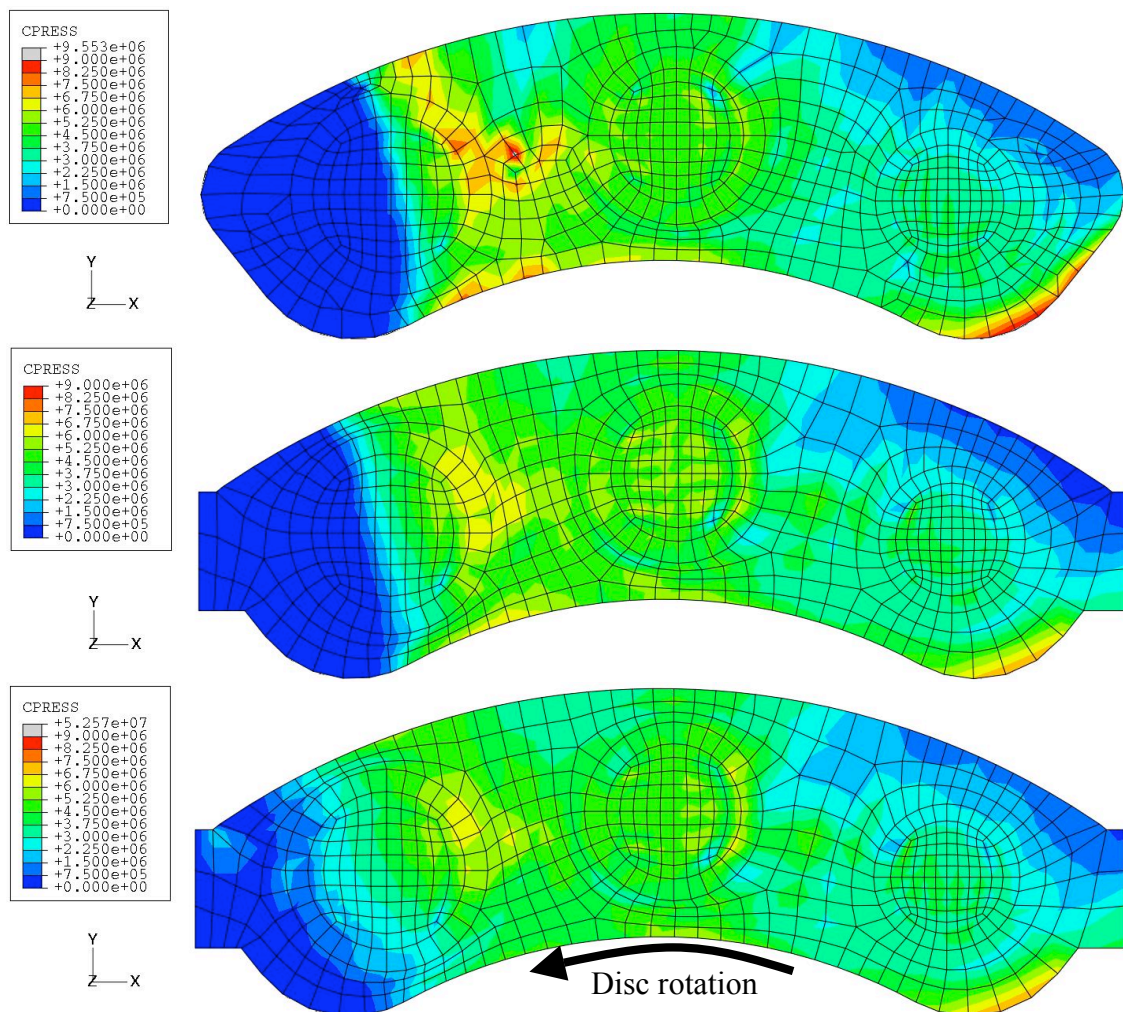 CPRESS
+9.553e+06
+9.000e+06
+8.250e+06
+7.500e+06
+6.750e+06
+6.000e+06
+5.250e+06
+4.500e+06
+3.750e+06
+3.000e+06
+2.250e+06
+1.500e+06
+7.500e+05
+0.000e+00
Y
Z X
CPRESS
+9.000e+06
+8.250e+06
+7.500e+06
+6.750e+06
+6.000e+06
+5.250e+06
+4.500e+06
+3.750e+06
+3.000e+06
+2.250e+06
+1.500e+06
+7.500e+05
+0.000e+00
Y
Z X
CPRESS
+5.257e+07
+9.000e+06
+8.250e+06
+7.500e+06
+6.750e+06
+6.000e+06
+5.250e+06
+4.500e+06
+3.750e+06
+3.000e+06
+2.250e+06
+1.500e+06
+7.500e+05
+0.000e+00
Y
Z X
Disc rotation